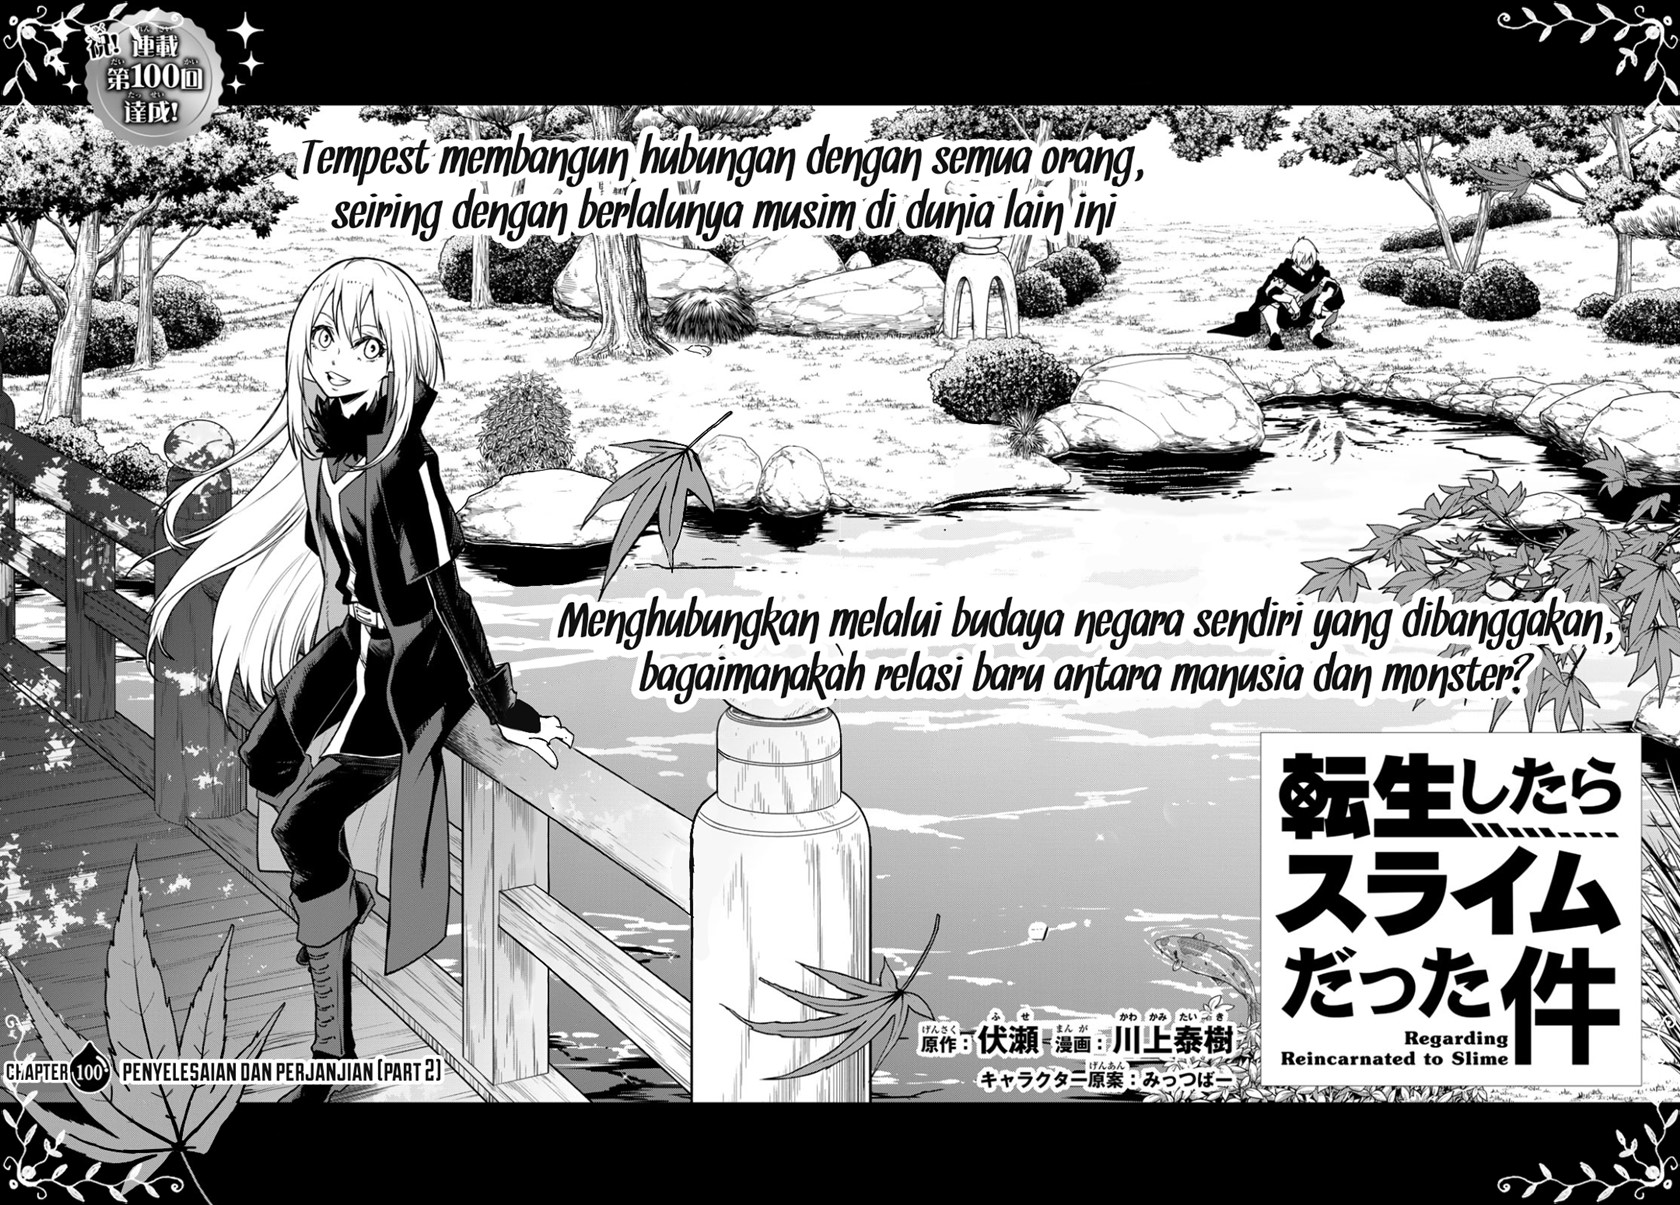 祝!
連載
第100回
達成!
Tempest membangun hubungan dengan semua orang,
seiring dengan berlalunya musim di dunia lain ini
Menghubungkan melalui budaya negara sendiri yang dibanggakan,
bagaimanakah relasi baru antara manusia dan monster?
転生したら
スライム
だった件
Regarding
Reincarnated to Slime
原作:伏瀬 漫画:川上泰樹
キャラクター原案:みっつばー
CHAPTER 100 PENYELESAIAN DAN PERJANJIAN (PART 2)